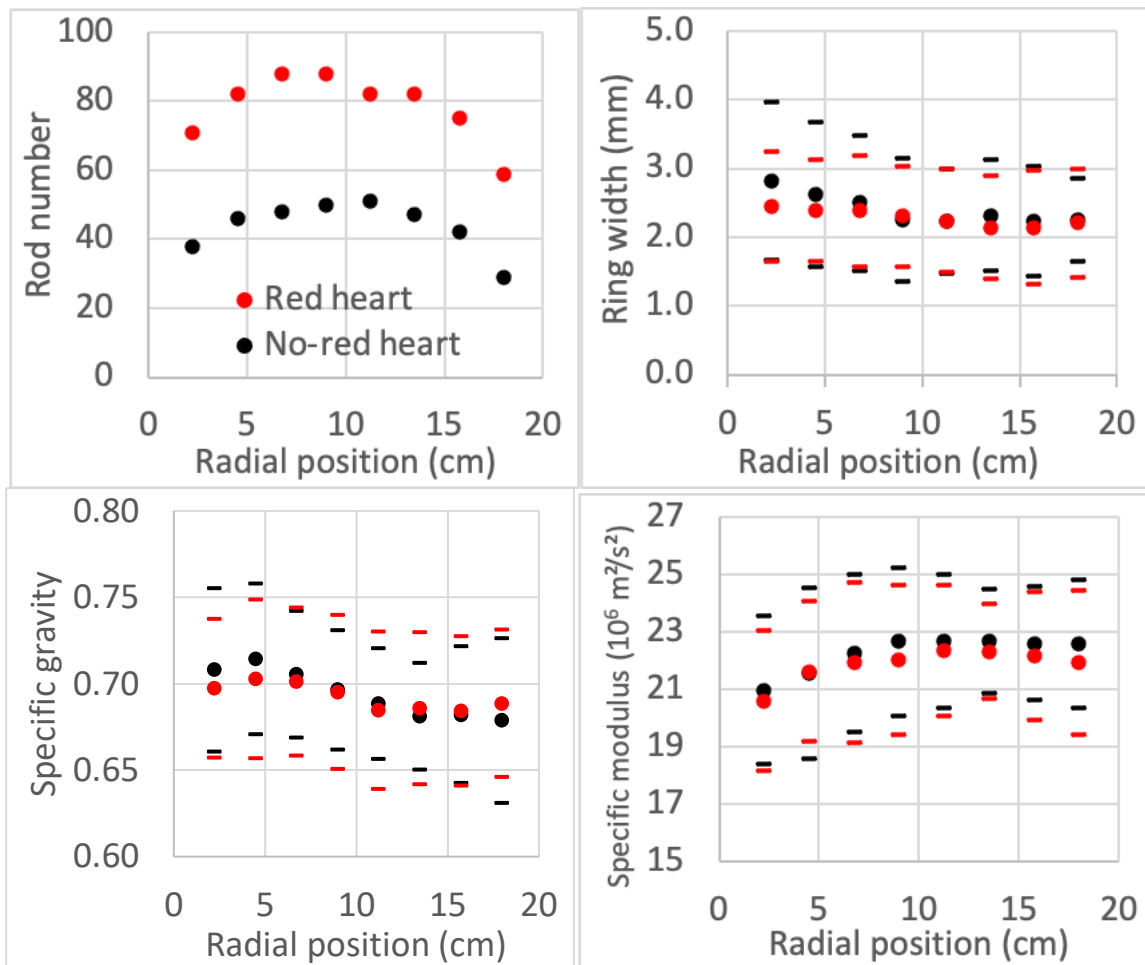 100
80
60
40
20
0
Rod number
Red heart
No-red heart
0 5 10 15 20
Radial position (cm)
5.0
4.0
3.0
2.0
1.0
0.0
Ring width (mm)
0 5 10 15 20
Radial position (cm)
0.80
0.75
0.70
0.65
0.60
Specific gravity
0 5 10 15 20
Radial position (cm)
27
25
23
21
19
17
15
Specific modulus (10⁶ m²/s²)
0 5 10 15 20
Radial position (cm)